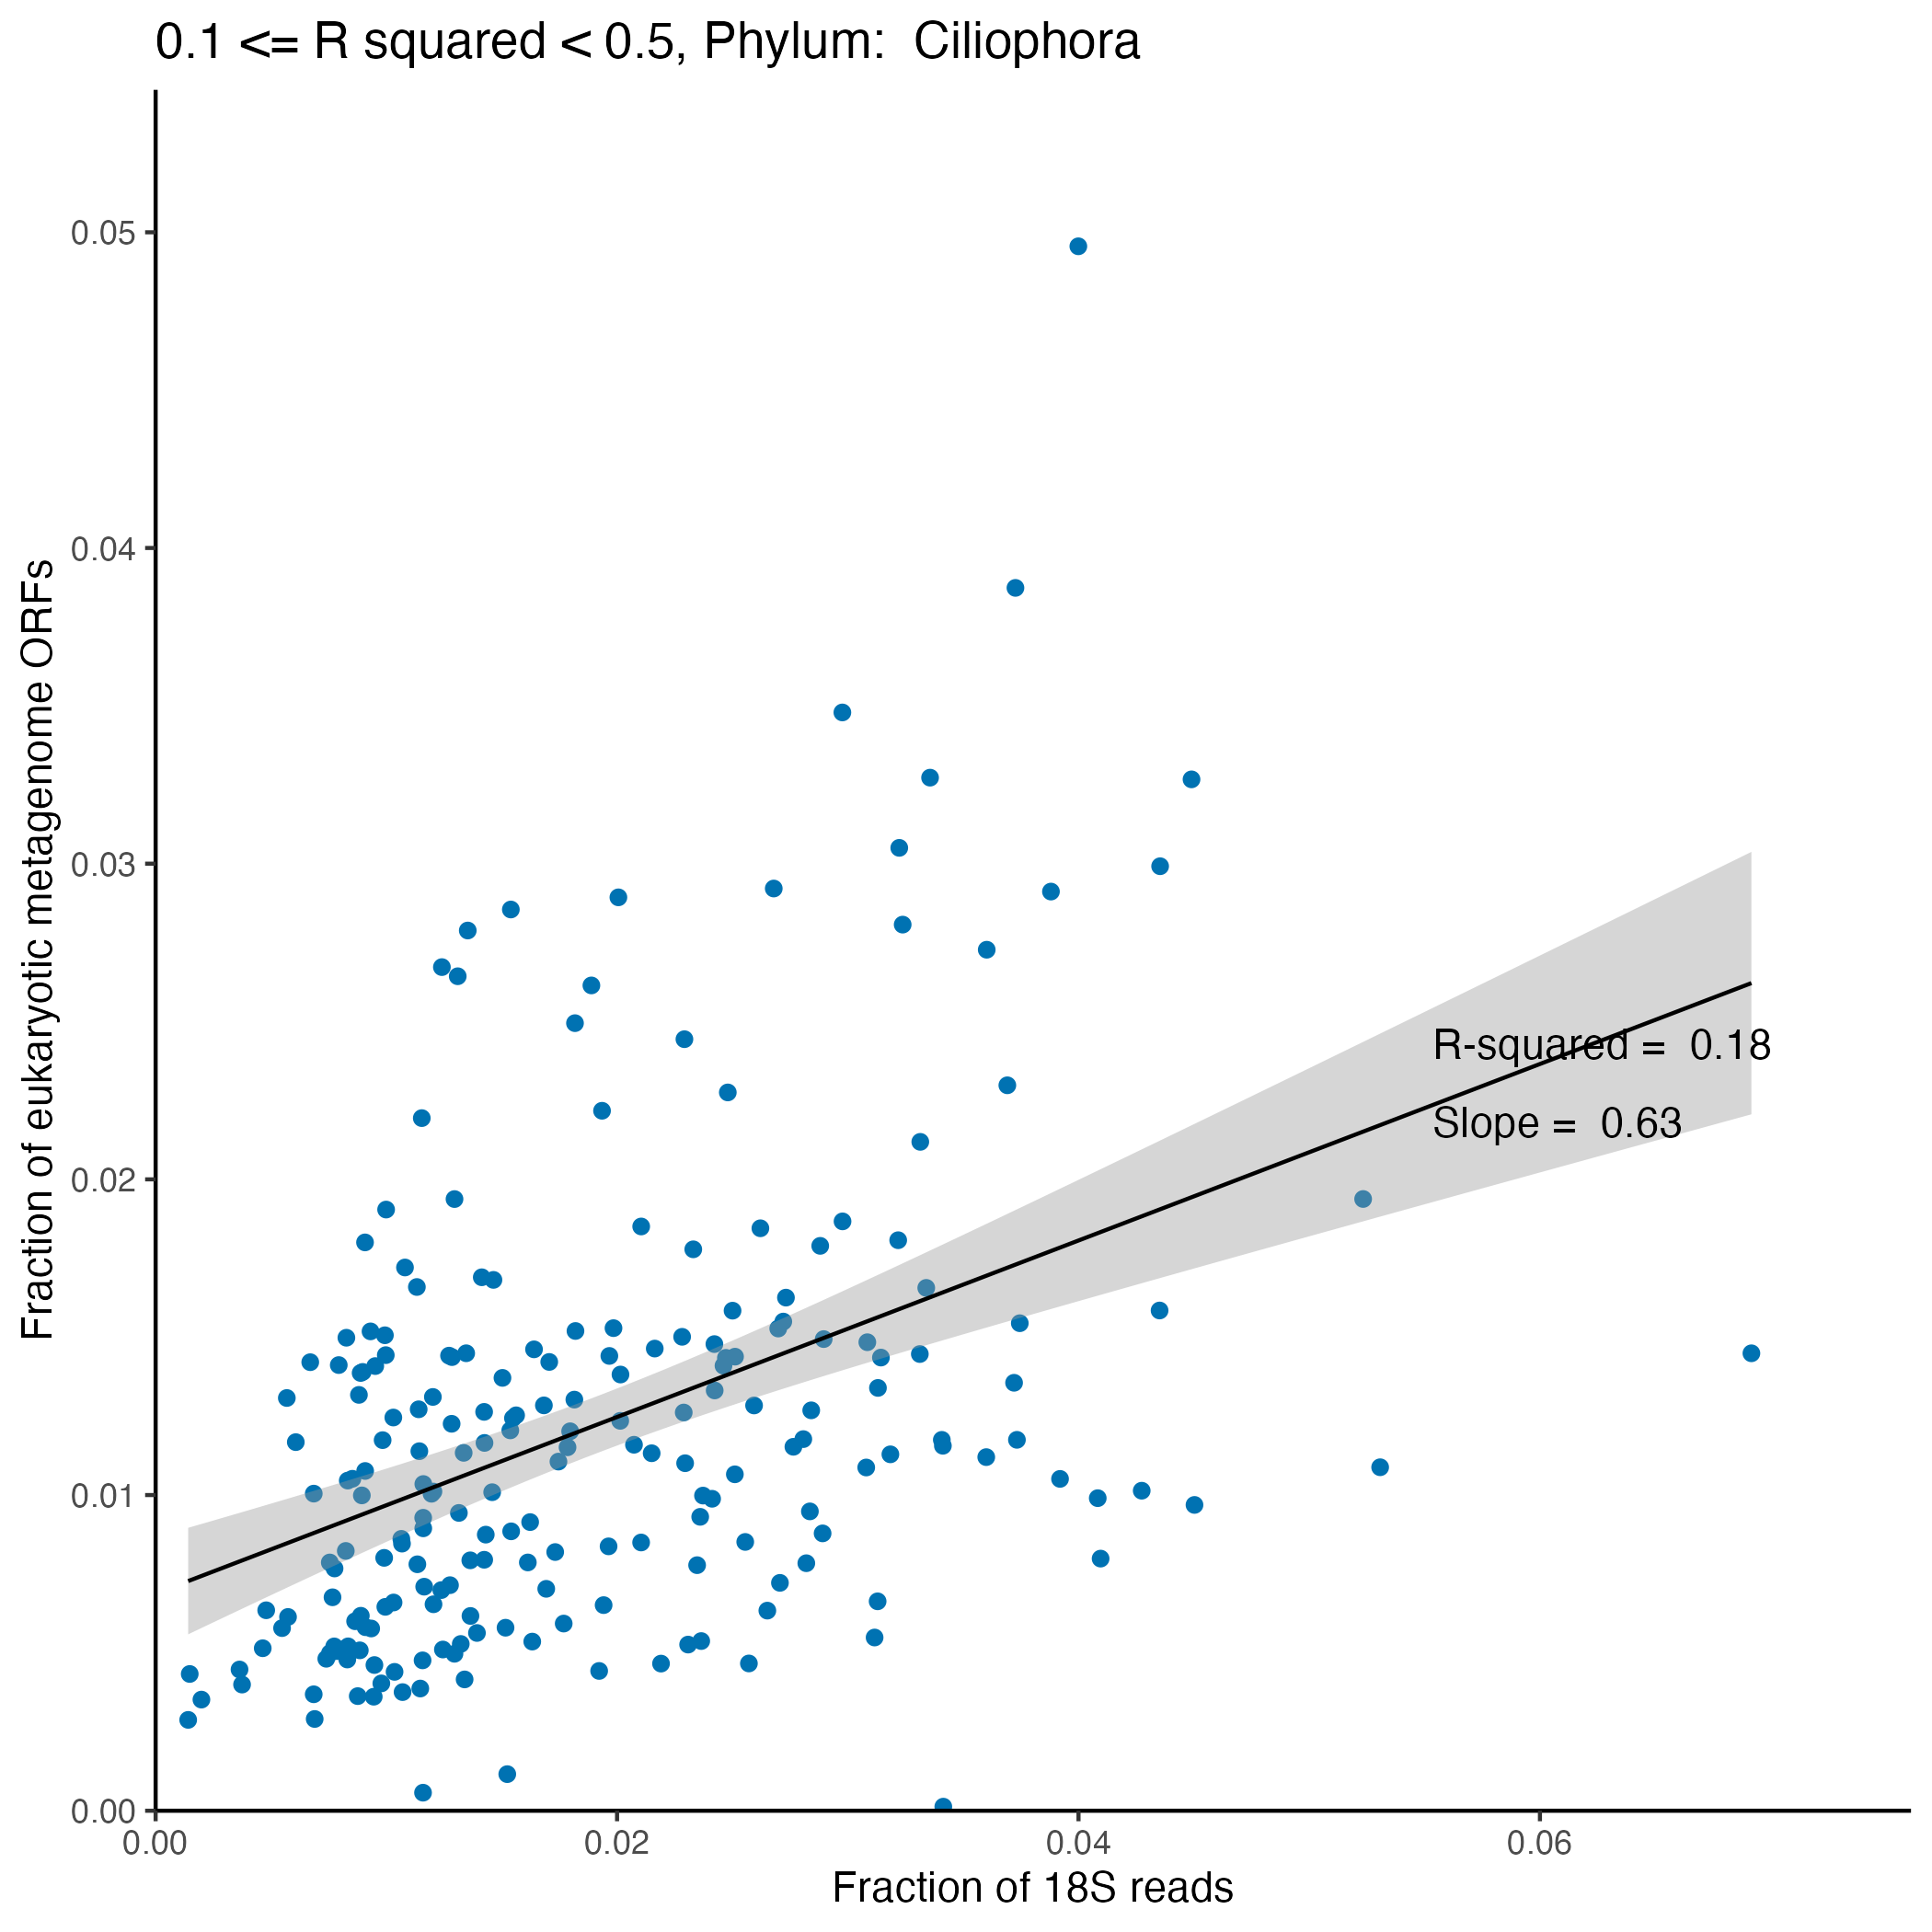 0.1 <= R squared < 0.5, Phylum:  Ciliophora
Fraction of eukaryotic metagenome ORFs
0.05
0.04
0.03
0.02
0.01
0.00
R-squared =  0.18
Slope =  0.63
0.00
0.02
0.04
0.06
Fraction of 18S reads